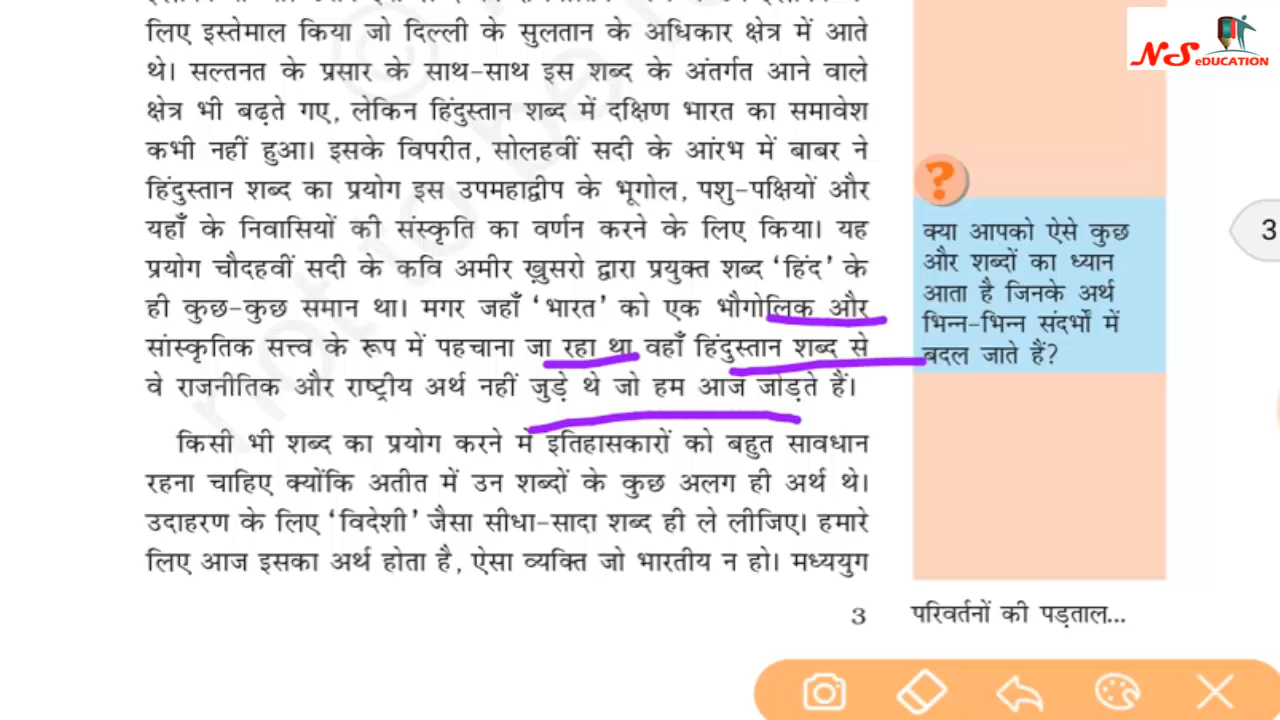 लिए इस्तेमाल किया जो दिल्ली के सुलतान के अधिकार क्षेत्र में आते
थे। सल्तनत के प्रसार के साथ-साथ इस शब्द के अंतर्गत आने वाले
क्षेत्र भी बढ़ते गए, लेकिन हिंदुस्तान शब्द में दक्षिण भारत का समावेश
कभी नहीं हुआ। इसके विपरीत, सोलहवीं सदी के आंरभ में बाबर ने
हिंदुस्तान शब्द का प्रयोग इस उपमहाद्वीप के भूगोल, पशु-पक्षियों और
यहाँ के निवासियों की संस्कृति का वर्णन करने के लिए किया। यह
प्रयोग चौदहवीं सदी के कवि अमीर ख़ुसरो द्वारा प्रयुक्त शब्द 'हिंद' के
ही कुछ-कुछ समान था। मगर जहाँ 'भारत' को एक भौगोलिक और
सांस्कृतिक सत्त्व के रूप में पहचाना जा रहा था वहाँ हिंदुस्तान शब्द से
वे राजनीतिक और राष्ट्रीय अर्थ नहीं जुड़े थे जो हम आज जोड़ते हैं।
किसी भी शब्द का प्रयोग करने में इतिहासकारों को बहुत सावधान
रहना चाहिए क्योंकि अतीत में उन शब्दों के कुछ अलग ही अर्थ थे।
उदाहरण के लिए 'विदेशी' जैसा सीधा-सादा शब्द ही ले लीजिए। हमारे
लिए आज इसका अर्थ होता है, ऐसा व्यक्ति जो भारतीय न हो। मध्ययुग
3 परिवर्तनों की पड़ताल...
NS eDUCATION
?
क्या आपको ऐसे कुछ
और शब्दों का ध्यान
आता है जिनके अर्थ
भिन्न-भिन्न संदर्भों में
बदल जाते हैं?
3